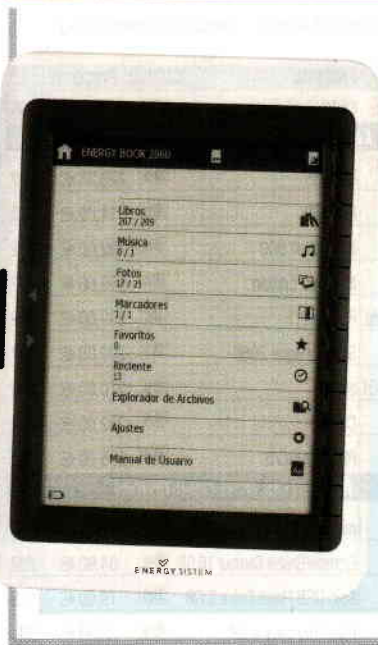 ENERGY BOOK 2060
Libros
207 / 209
Música
0 / 1
Fotos
17 / 21
Marcadores
1 / 1
Favoritos
0
Reciente
13
Explorador de Archivos
Ajustes
Manual de Usuario
ENERGY SISTEM